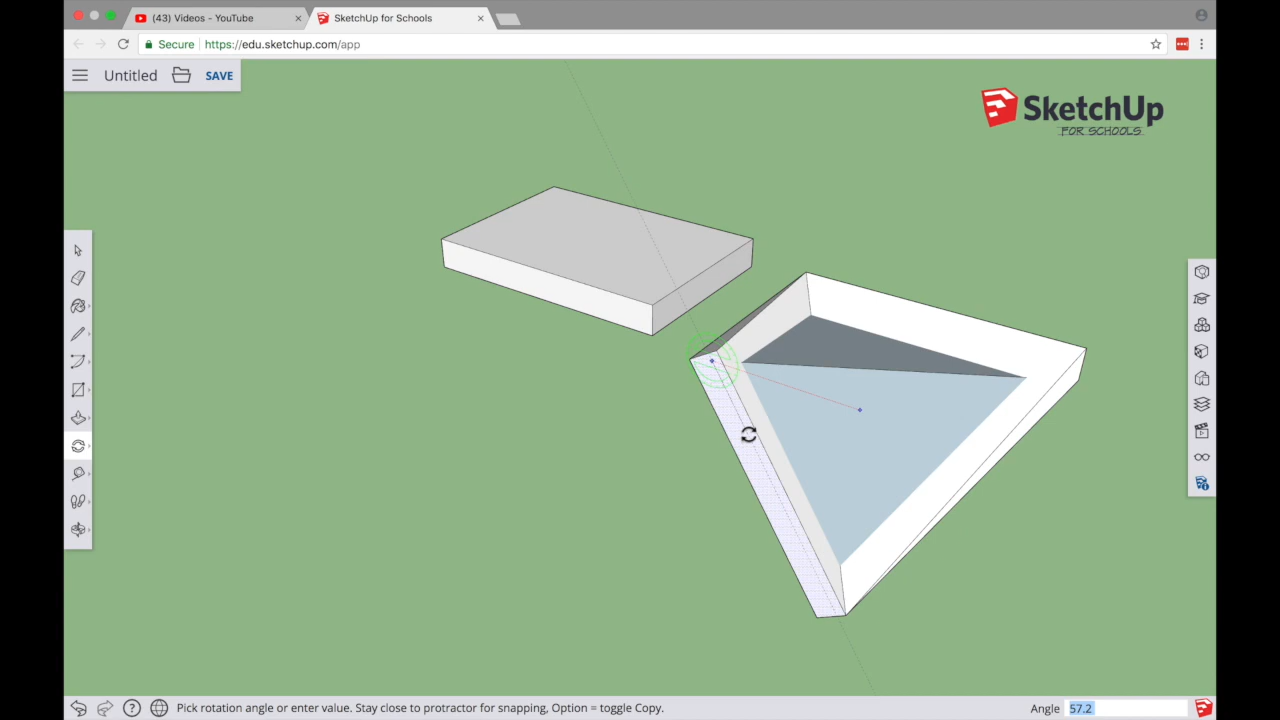 (43) Videos - YouTube
SketchUp for Schools
Secure
https://edu.sketchup.com/app
Untitled
SAVE
SketchUp
FOR SCHOOLS
Pick rotation angle or enter value. Stay close to protractor for snapping, Option = toggle Copy.
Angle
57.2